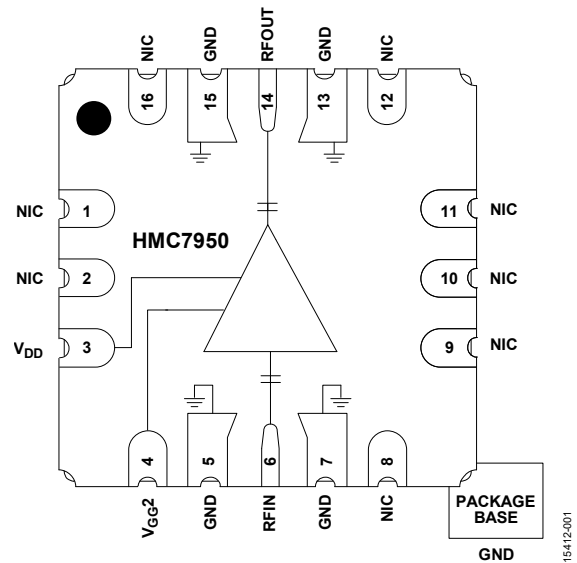 NIC
GND
RFOUT
GND
NIC
16
15
14
13
12
NIC 1
11 NIC
HMC7950
NIC 2
10 NIC
VDD 3
9 NIC
4
5
6
7
8
VGG2
GND
RFIN
GND
NIC
PACKAGE
BASE
GND
15412-001